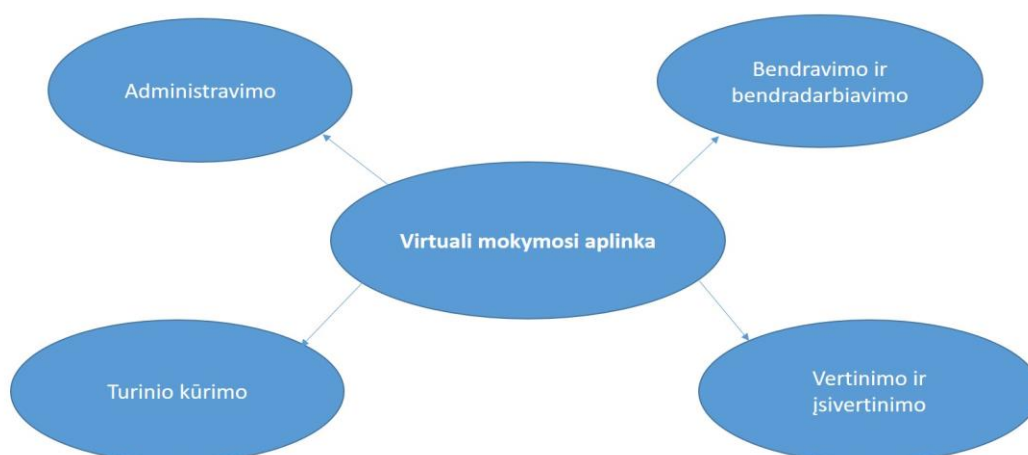 Administravimo
Bendravimo ir
bendradarbiavimo
Virtuali mokymosi aplinka
Turinio kūrimo
Vertinimo ir
įsivertinimo